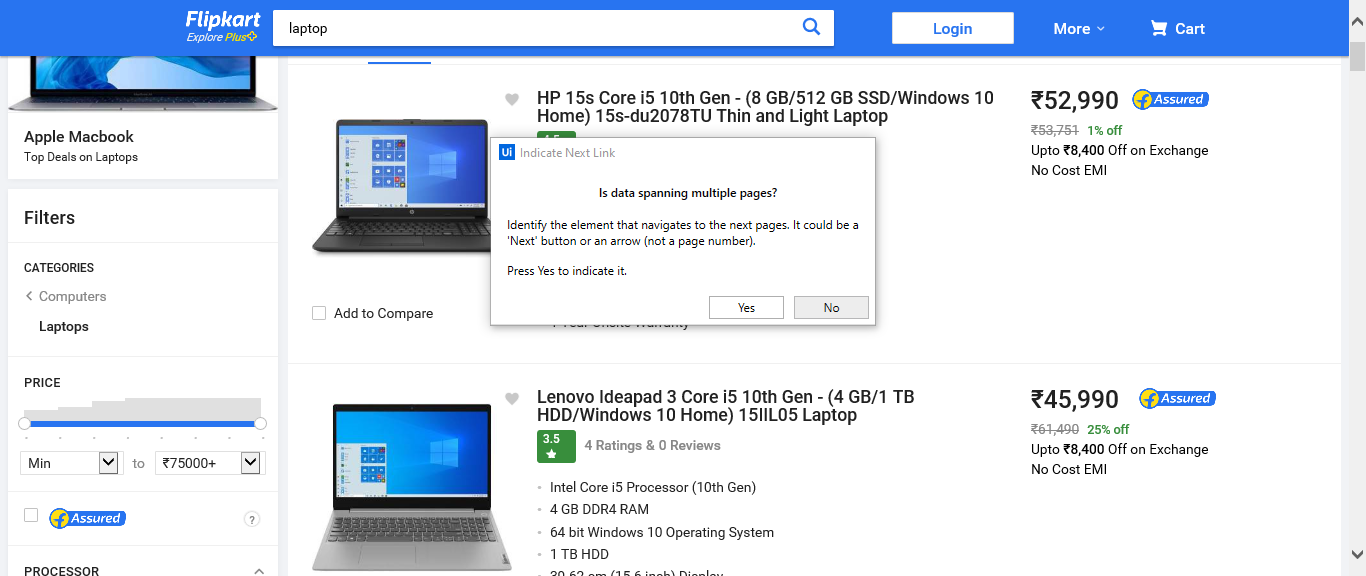 Flipkart
Explore Plus
laptop
Login
More
Cart
Apple Macbook
Top Deals on Laptops
Filters
CATEGORIES
Computers
Laptops
PRICE
Min
to
₹75000+
Assured
?
PROCESSOR
HP 15s Core i5 10th Gen - (8 GB/512 GB SSD/Windows 10
Home) 15s-du2078TU Thin and Light Laptop
₹52,990
Assured
₹53,751 1% off
Upto ₹8,400 Off on Exchange
No Cost EMI
Add to Compare
Ui Indicate Next Link
Is data spanning multiple pages?
Identify the element that navigates to the next pages. It could be a
'Next' button or an arrow (not a page number).
Press Yes to indicate it.
Yes
No
Lenovo Ideapad 3 Core i5 10th Gen - (4 GB/1 TB
HDD/Windows 10 Home) 15IIL05 Laptop
3.5
4 Ratings & 0 Reviews
Intel Core i5 Processor (10th Gen)
4 GB DDR4 RAM
64 bit Windows 10 Operating System
1 TB HDD
₹45,990
Assured
₹61,490 25% off
Upto ₹8,400 Off on Exchange
No Cost EMI